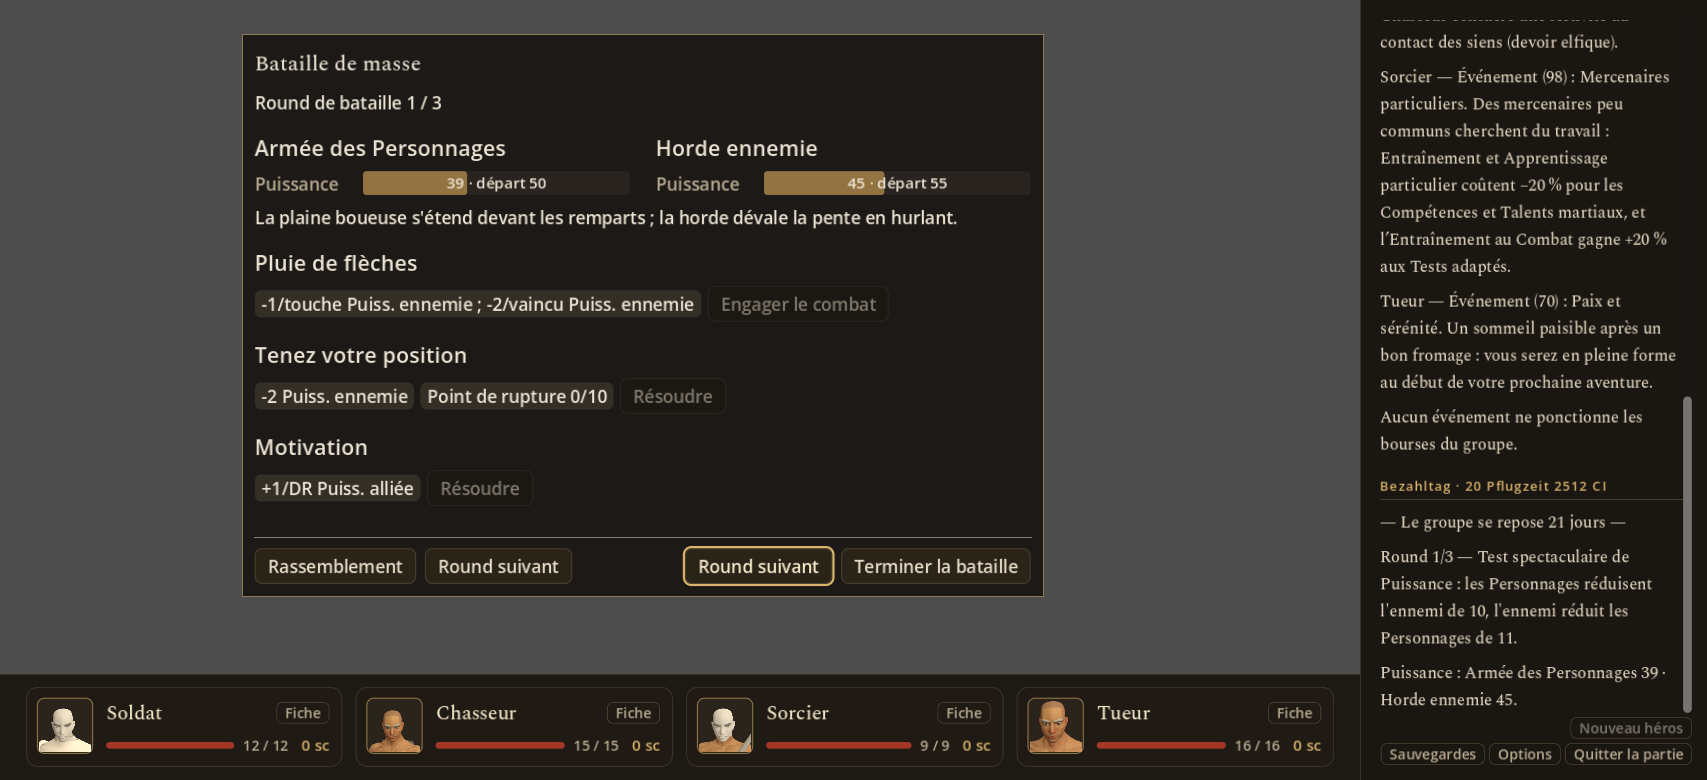 Bataille de masse
Round de bataille 1 / 3
Armée des Personnages
Puissance
39 · départ 50
Horde ennemie
Puissance
45 · départ 55
La plaine boueuse s'étend devant les remparts ; la horde dévale la pente en hurlant.
Pluie de flèches
-1/touche Puiss. ennemie ; -2/vaincu Puiss. ennemie
Engager le combat
Tenez votre position
-2 Puiss. ennemie
Point de rupture 0/10
Résoudre
Motivation
+1/DR Puiss. alliée
Résoudre
Rassemblement
Round suivant
Round suivant
Terminer la bataille
Soldat
Fiche
12 / 12
0 sc
Chasseur
Fiche
15 / 15
0 sc
Sorcier
Fiche
9 / 9
0 sc
Tueur
Fiche
16 / 16
0 sc
contact des siens (devoir elfique).
Sorcier — Événement (98) : Mercenaires
particuliers. Des mercenaires peu
communs cherchent du travail :
Entraînement et Apprentissage
particulier coûtent −20 % pour les
Compétences et Talents martiaux, et
l’Entraînement au Combat gagne +20 %
aux Tests adaptés.
Tueur — Événement (70) : Paix et
sérénité. Un sommeil paisible après un
bon fromage : vous serez en pleine forme
au début de votre prochaine aventure.
Aucun événement ne ponctionne les
bourses du groupe.
Bezahltag · 20 Pflugzeit 2512 CI
— Le groupe se repose 21 jours —
Round 1/3 — Test spectaculaire de
Puissance : les Personnages réduisent
l'ennemi de 10, l'ennemi réduit les
Personnages de 11.
Puissance : Armée des Personnages 39 ·
Horde ennemie 45.
Nouveau héros
Sauvegardes
Options
Quitter la partie